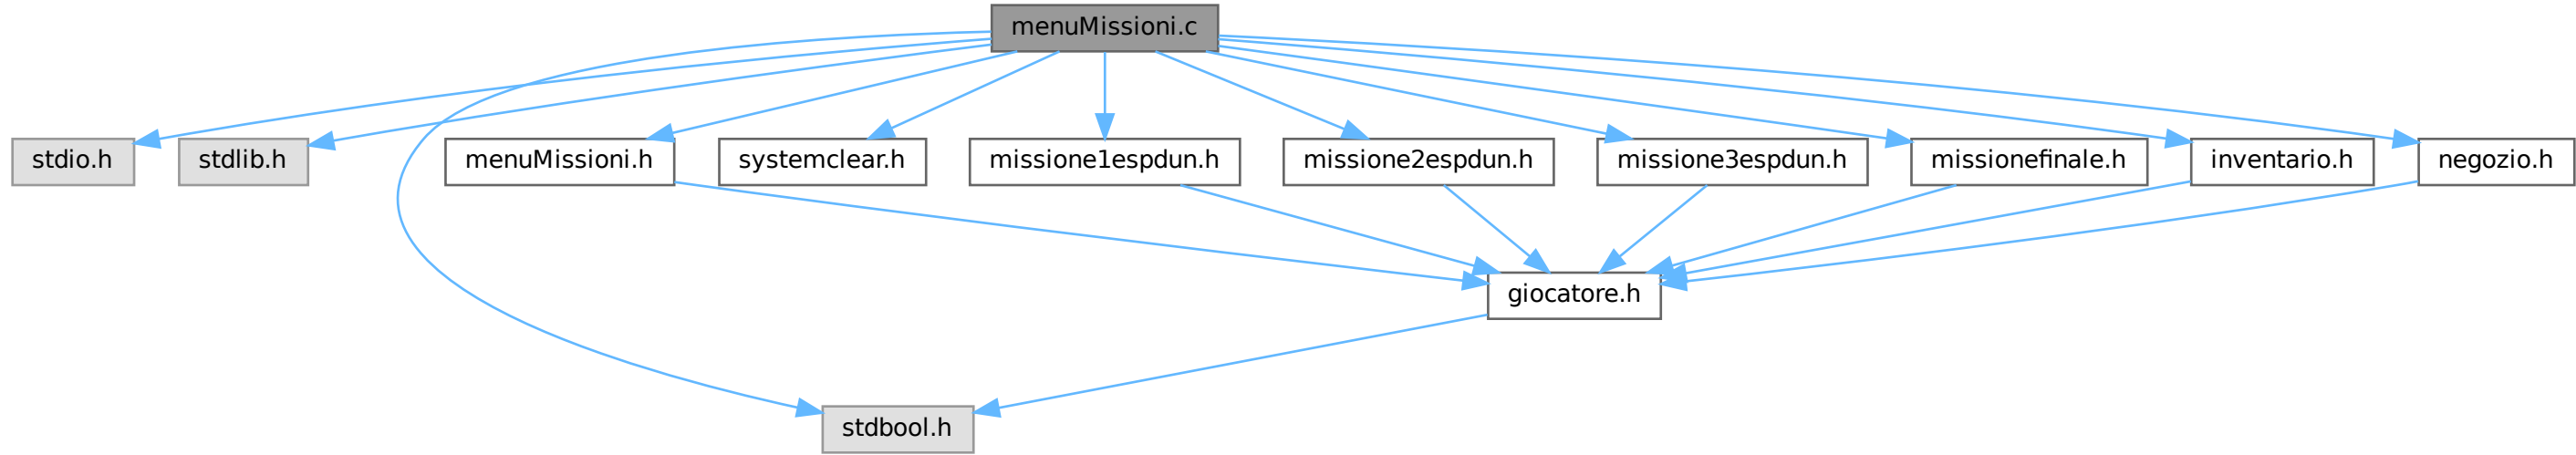 menuMissioni.c
stdio.h
stdlib.h
menuMissioni.h
systemclear.h
missione1espdun.h
missione2espdun.h
missione3espdun.h
missionefinale.h
inventario.h
negozio.h
giocatore.h
stdbool.h